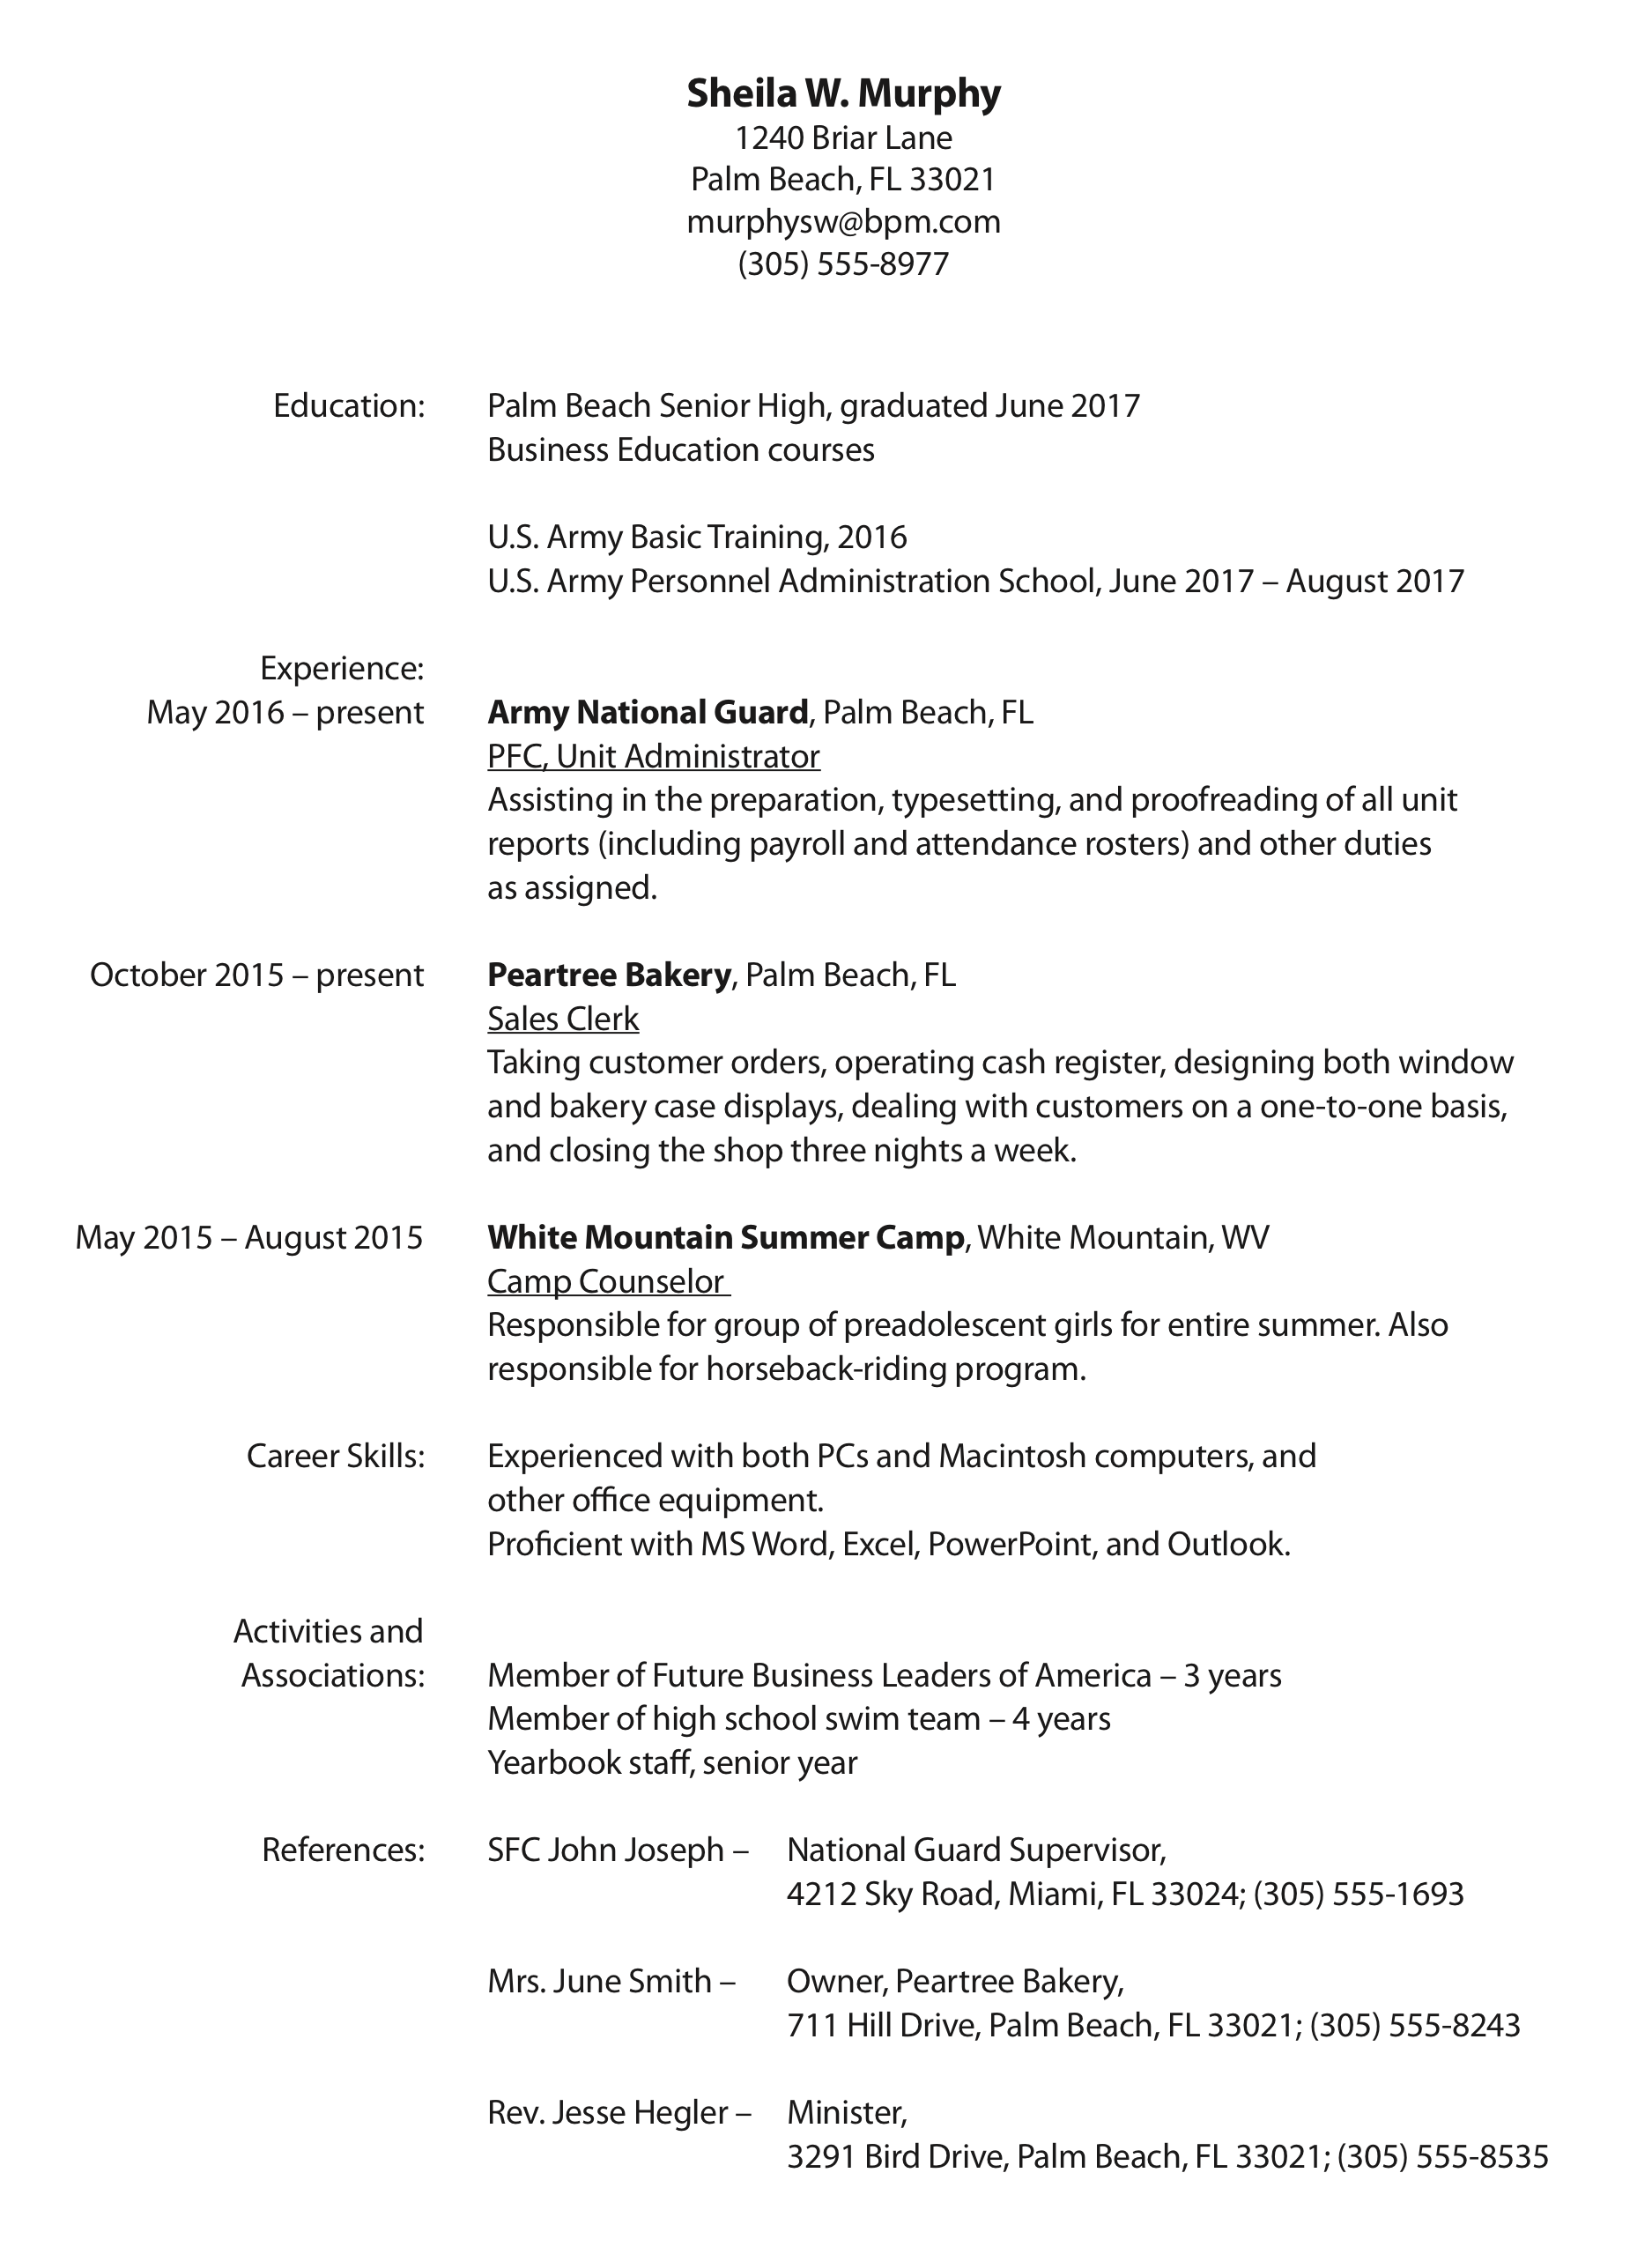 Sheila W. Murphy
1240 Briar Lane
Palm Beach, FL 33021
murphysw@bpm.com
(305) 555-8977
Education: Palm Beach Senior High, graduated June 2017
Business Education courses
U.S. Army Basic Training, 2016
U.S. Army Personnel Administration School, June 2017 – August 2017
Experience:
May 2016 – present Army National Guard, Palm Beach, FL
PFC, Unit Administrator
Assisting in the preparation, typesetting, and proofreading of all unit
reports (including payroll and attendance rosters) and other duties
as assigned.
October 2015 – present Peartree Bakery, Palm Beach, FL
Sales Clerk
Taking customer orders, operating cash register, designing both window
and bakery case displays, dealing with customers on a one-to-one basis,
and closing the shop three nights a week.
May 2015 – August 2015 White Mountain Summer Camp, White Mountain, WV
Camp Counselor
Responsible for group of preadolescent girls for entire summer. Also
responsible for horseback-riding program.
Career Skills: Experienced with both PCs and Macintosh computers, and
other office equipment.
Proficient with MS Word, Excel, PowerPoint, and Outlook.
Activities and
Associations: Member of Future Business Leaders of America – 3 years
Member of high school swim team – 4 years
Yearbook staff, senior year
References: SFC John Joseph – National Guard Supervisor,
4212 Sky Road, Miami, FL 33024; (305) 555-1693
Mrs. June Smith – Owner, Peartree Bakery,
711 Hill Drive, Palm Beach, FL 33021; (305) 555-8243
Rev. Jesse Hegler – Minister,
3291 Bird Drive, Palm Beach, FL 33021; (305) 555-8535